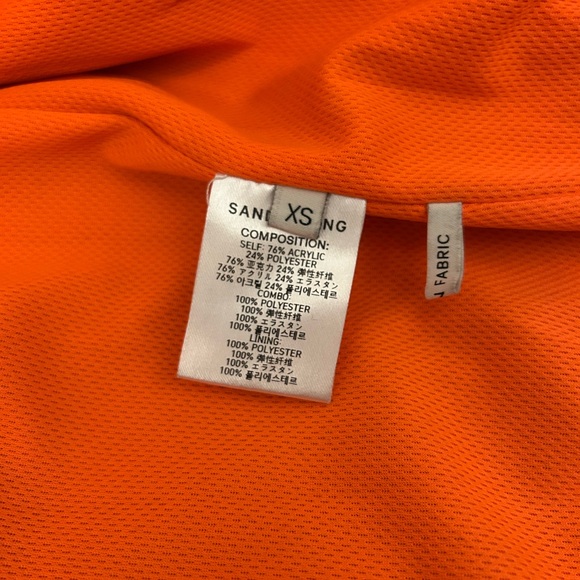 XS
SAND NG
COMPOSITION:
SELF: 76% ACRYLIC
24% POLYESTER
76% 亚克力 24% 弹性纤维
76% アクリル 24% エラスタン
76% 아크릴 24% 폴리에스테르
COMBO:
100% POLYESTER
100% 弹性纤维
100% エラスタン
100% 폴리에스테르
LINING:
100% POLYESTER
100% 弹性纤维
100% エラスタン
100% 폴리에스테르
N FABRIC